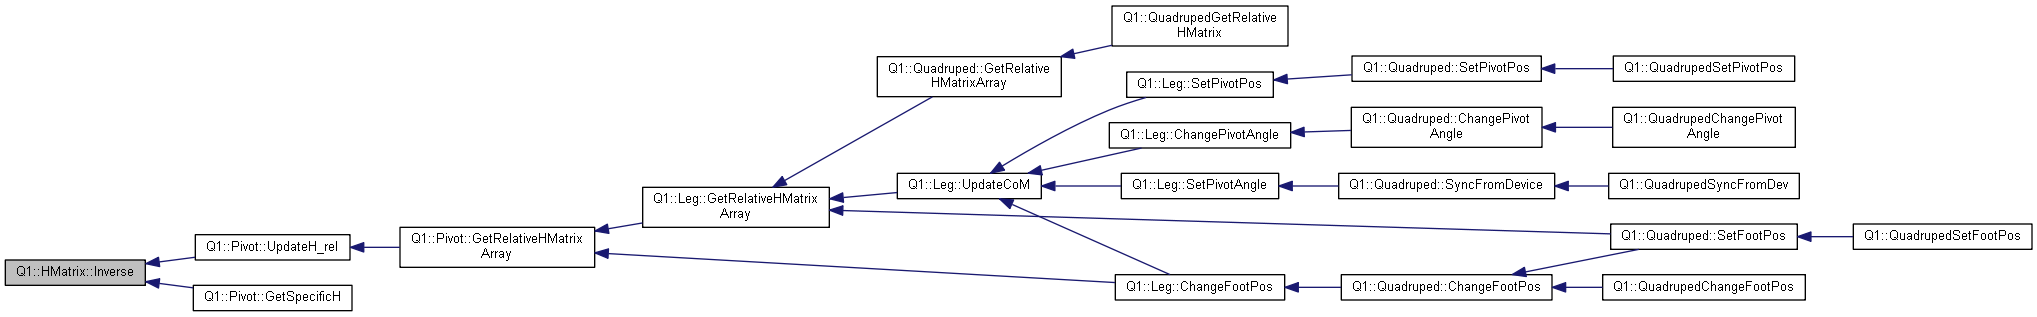 Q1::HMatrix::Inverse
Q1::Pivot::UpdateH_rel
Q1::Pivot::GetSpecificH
Q1::Pivot::GetRelativeHMatrix
Array
Q1::Leg::GetRelativeHMatrix
Array
Q1::Quadruped::GetRelative
HMatrixArray
Q1::QuadrupedGetRelative
HMatrix
Q1::Leg::UpdateCoM
Q1::Leg::SetPivotPos
Q1::Quadruped::SetPivotPos
Q1::QuadrupedSetPivotPos
Q1::Leg::ChangePivotAngle
Q1::Quadruped::ChangePivot
Angle
Q1::QuadrupedChangePivot
Angle
Q1::Leg::SetPivotAngle
Q1::Quadruped::SyncFromDevice
Q1::QuadrupedSyncFromDev
Q1::Leg::ChangeFootPos
Q1::Quadruped::ChangeFootPos
Q1::Quadruped::SetFootPos
Q1::QuadrupedSetFootPos
Q1::QuadrupedChangeFootPos